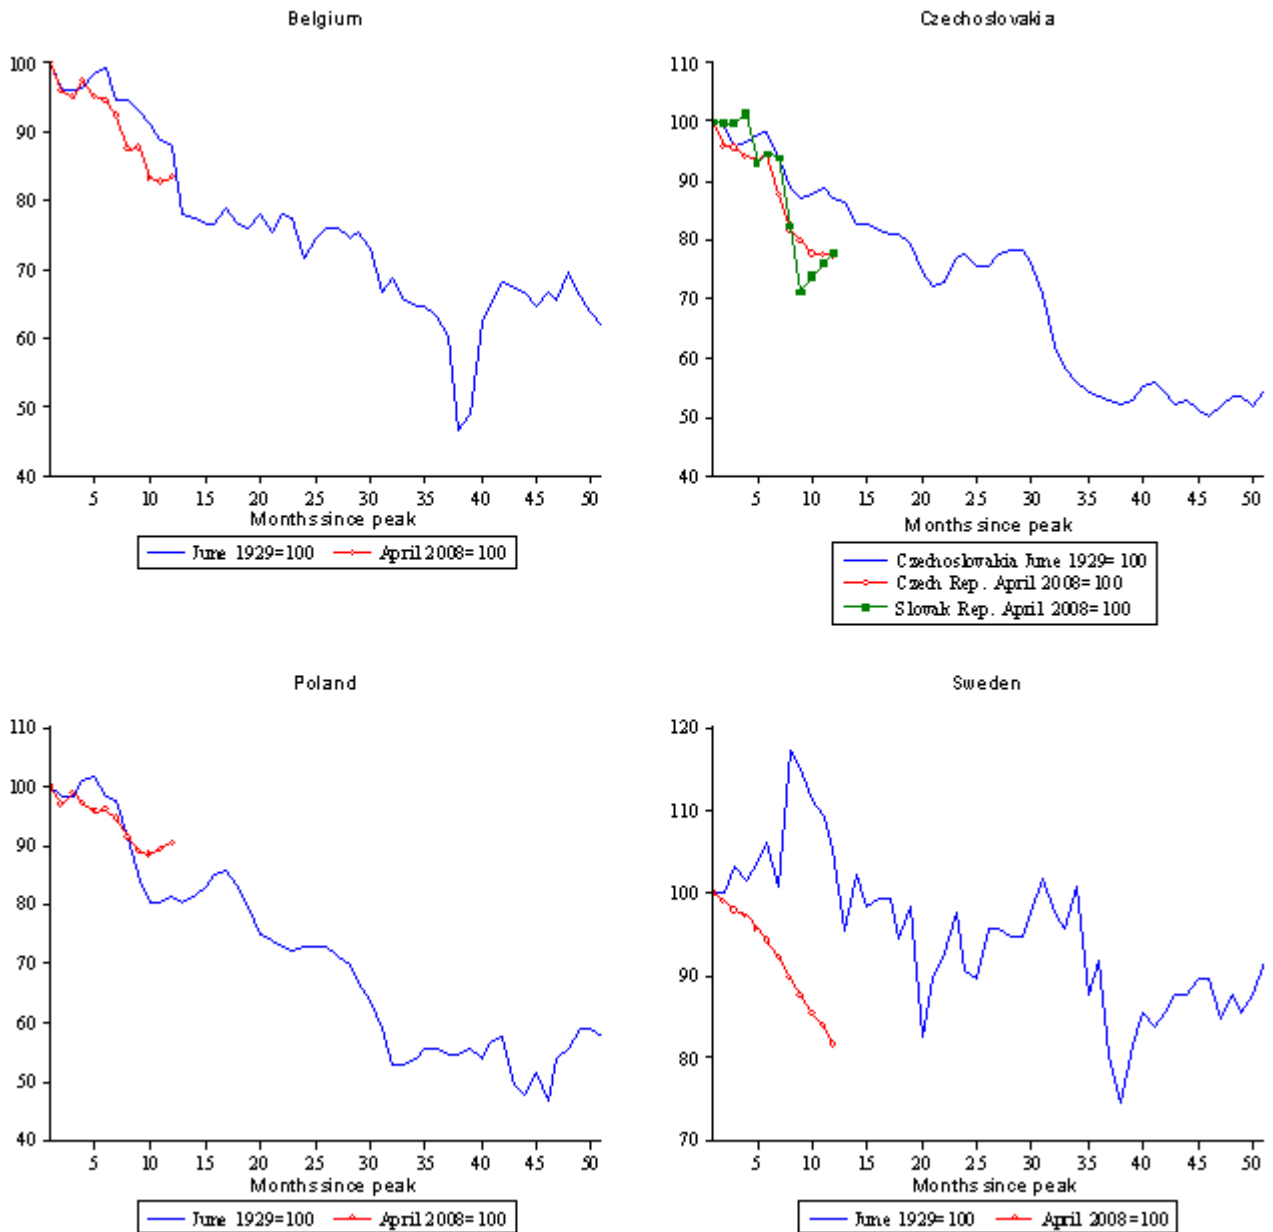 Belgium
100
90
80
70
60
50
40
5 10 15 20 25 30 35 40 45 50
Months since peak
June 1929=100 April 2008=100
Czechoslovakia
110
100
90
80
70
60
50
40
5 10 15 20 25 30 35 40 45 50
Months since peak
Czechoslovakia June 1929=100
Czech Rep. April 2008=100
Slovak Rep. April 2008=100
Poland
110
100
90
80
70
60
50
40
5 10 15 20 25 30 35 40 45 50
Months since peak
June 1929=100 April 2008=100
Sweden
120
110
100
90
80
70
5 10 15 20 25 30 35 40 45 50
Months since peak
June 1929=100 April 2008=100